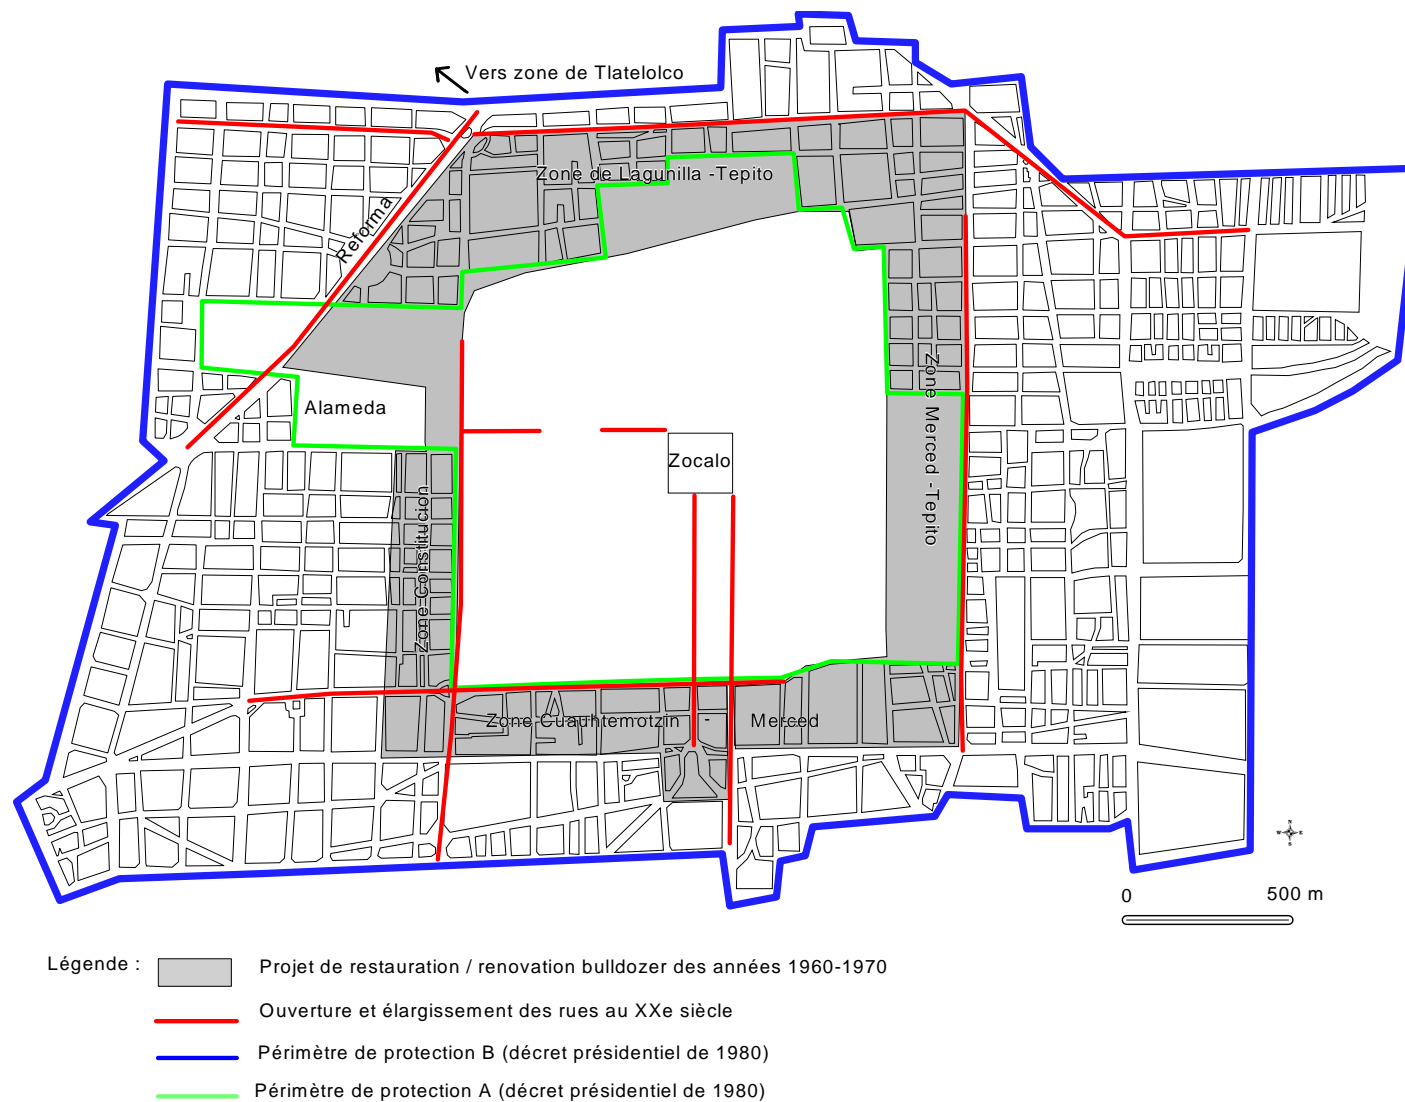 Vers zone de Tlatelolco
Zone de Lagunilla -Tepito
Reforma
Alameda
Zocalo
Zone Merced -Tepito
Zone Constitucion
Zone Cuauhtemotzin - Merced
N
W E
S
0 500 m
Légende :
Projet de restauration / renovation bulldozer des années 1960-1970
Ouverture et élargissement des rues au XXe siècle
Périmètre de protection B (décret présidentiel de 1980)
Périmètre de protection A (décret présidentiel de 1980)